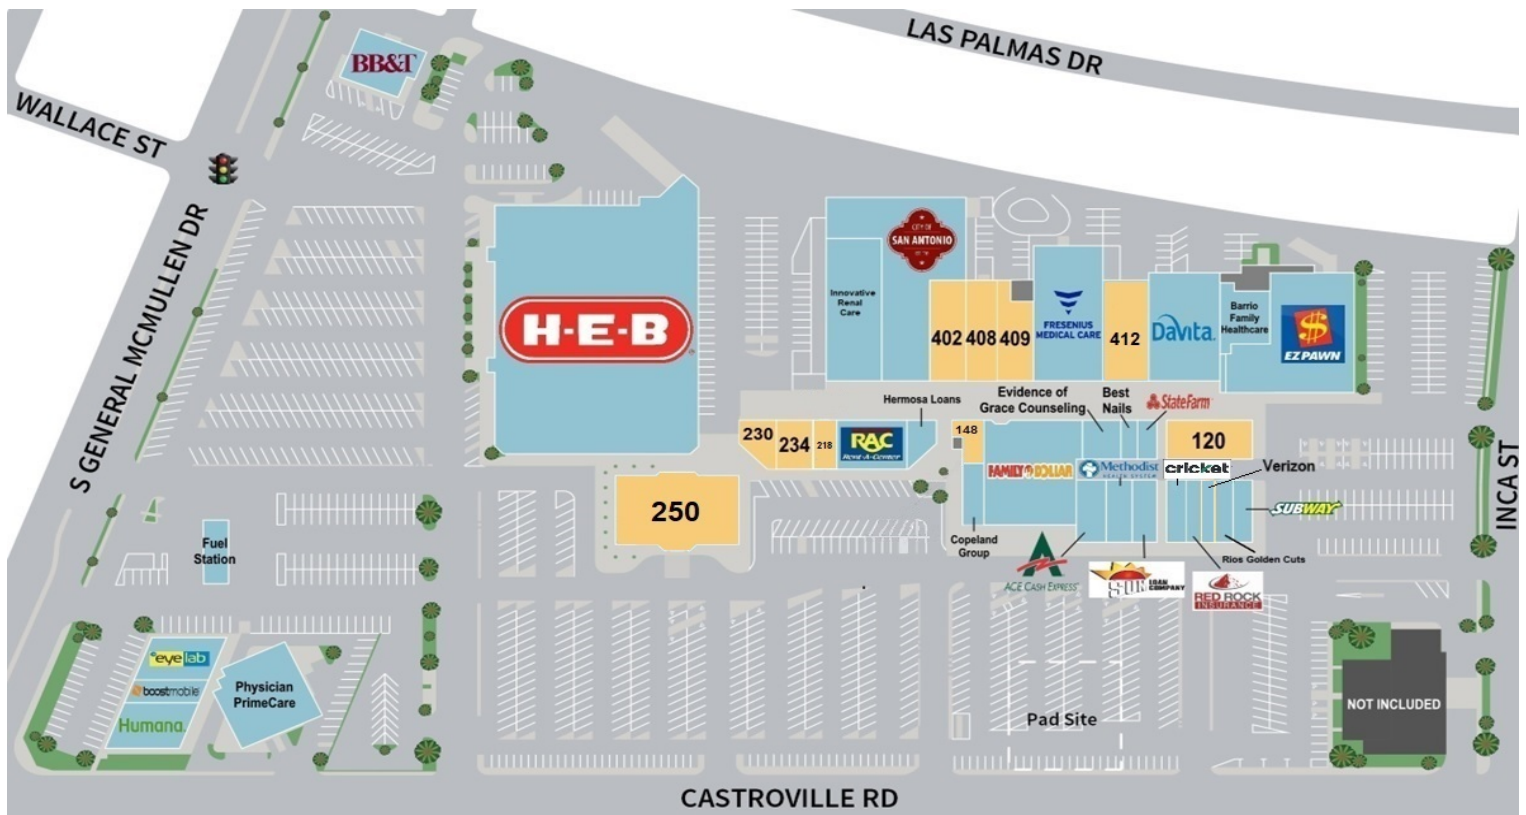 LAS PALMAS DR
BB&T
WALLACE ST
S GENERAL MCMULLEN DR
CITY OF
SAN ANTONIO
H-E-B
Innovative
Renal
Care
402
408
409
FRESENIUS
MEDICAL CARE
412
DaVita.
Barrio
Family
Healthcare
EZPAWN
Hermosa Loans
Evidence of
Grace Counseling
Best
Nails
StateFarm
230
234
218
RAC
Rent-A-Center
148
FAMILY DOLLAR
Methodist
HEALTH SYSTEM
120
cricket
Verizon
SUBWAY
INCA ST
250
Fuel
Station
Copeland
Group
ACE CASH EXPRESS
SUN LOAN
COMPANY
RED ROCK
INSURANCE
Rios Golden Cuts
eyelab
boostmobile
Humana.
Physician
PrimeCare
Pad Site
NOT INCLUDED
CASTROVILLE RD